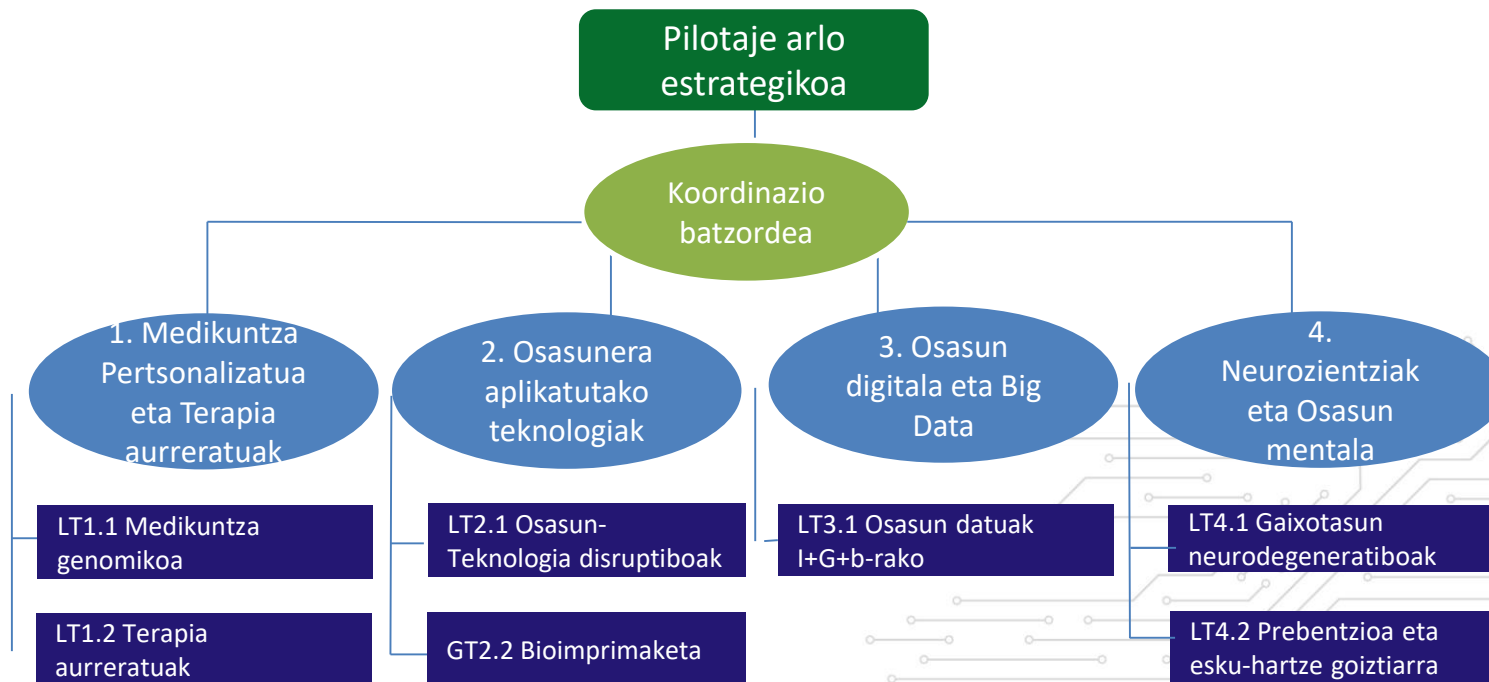 Pilotaje arlo
estrategikoa
Koordinazio
batzordea
1. Medikuntza
Pertsonalizatua
eta Terapia
aurreratuak
2. Osasunera
aplikatutako
teknologiak
3. Osasun
digitala eta Big
Data
4.
Neurozientziak
eta Osasun
mentala
LT1.1 Medikuntza
genomikoa
LT1.2 Terapia
aurreratuak
LT2.1 Osasun-
Teknologia disruptiboak
GT2.2 Bioimprimaketa
LT3.1 Osasun datuak
I+G+b-rako
LT4.1 Gaixotasun
neurodegeneratiboak
LT4.2 Prebentzioa eta
esku-hartze goiztiarra